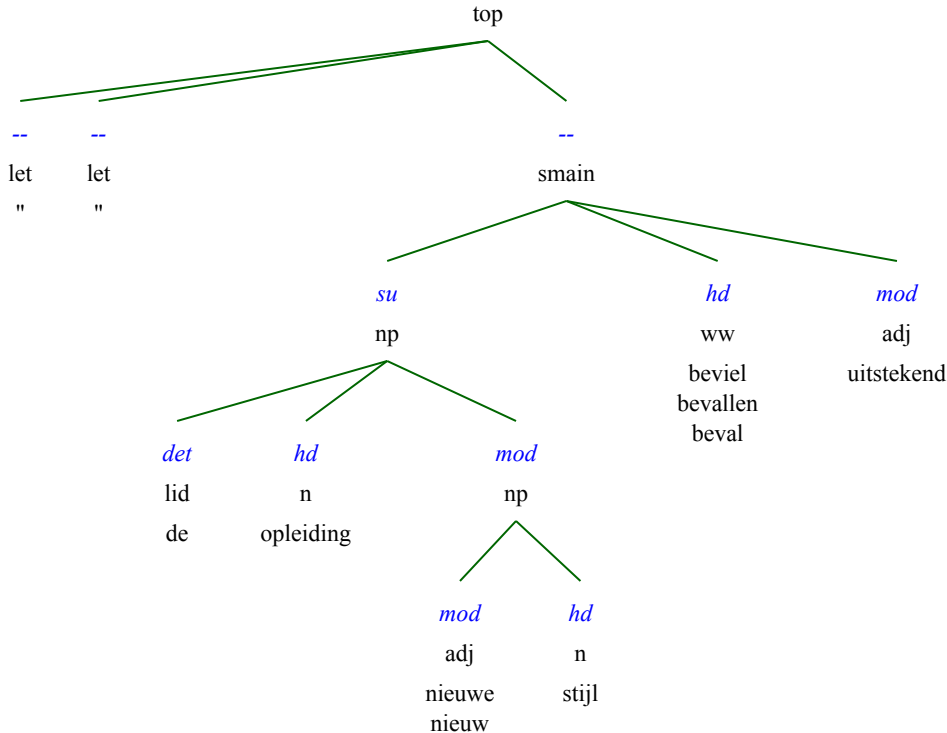 top
-- -- --
let let smain
" "
su hd mod
np ww adj
beviel uitstekend
bevallen
beval
det hd mod
lid n np
de opleiding
mod hd
adj n
nieuwe stijl
nieuw